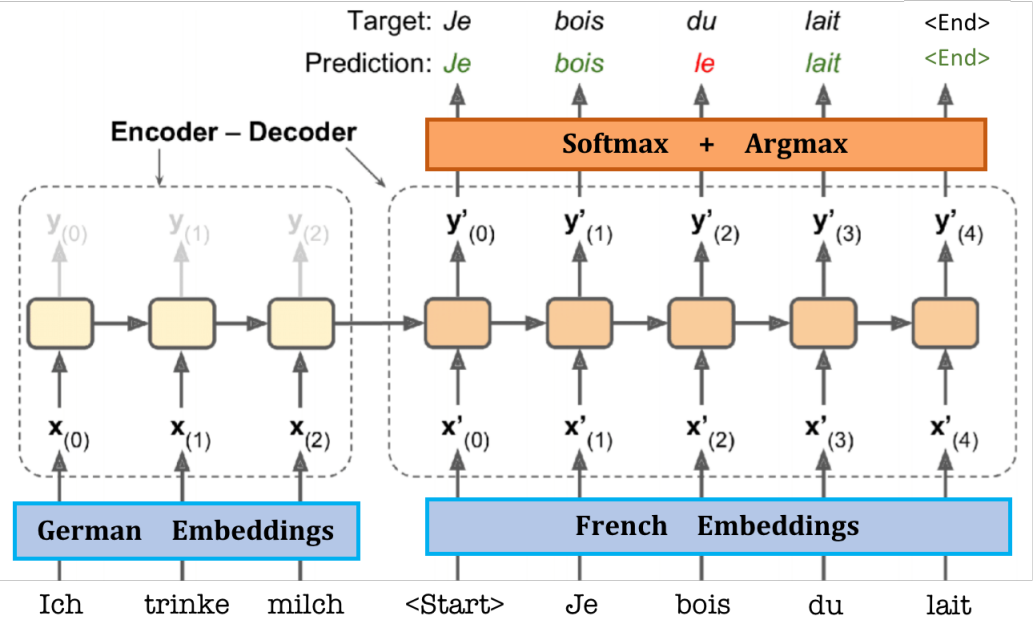 Target: Je bois du lait <End>
Prediction: Je bois le lait <End>
Encoder – Decoder
Softmax + Argmax
y(0) y(1) y(2) y’(0) y’(1) y’(2) y’(3) y’(4)
x(0) x(1) x(2) x’(0) x’(1) x’(2) x’(3) x’(4)
German Embeddings French Embeddings
Ich trinke milch <Start> Je bois du lait